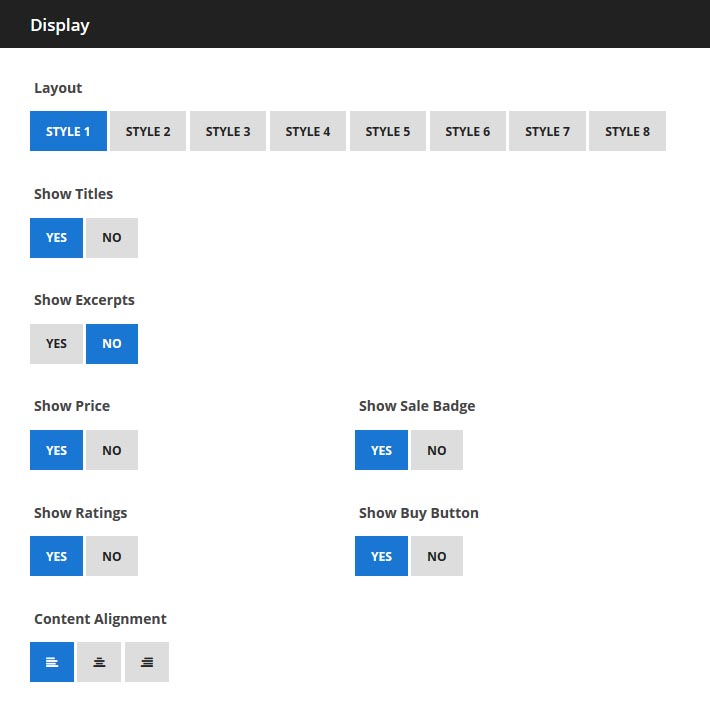 Display
Layout
STYLE 1 STYLE 2 STYLE 3 STYLE 4 STYLE 5 STYLE 6 STYLE 7 STYLE 8
Show Titles
YES NO
Show Excerpts
YES NO
Show Price Show Sale Badge
YES NO YES NO
Show Ratings Show Buy Button
YES NO YES NO
Content Alignment